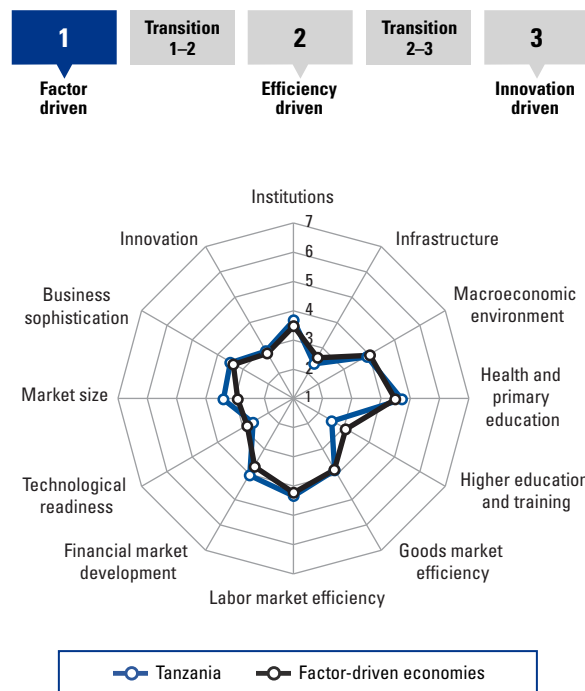 1
Transition
1–2
2
Transition
2–3
3
Factor
driven
Efficiency
driven
Innovation
driven
Institutions
7
Innovation
Infrastructure
6
5
Business
sophistication
Macroeconomic
environment
4
3
2
Market size
1
Health and
primary
education
Technological
readiness
Higher education
and training
Financial market
development
Goods market
efficiency
Labor market efficiency
Tanzania
Factor-driven economies